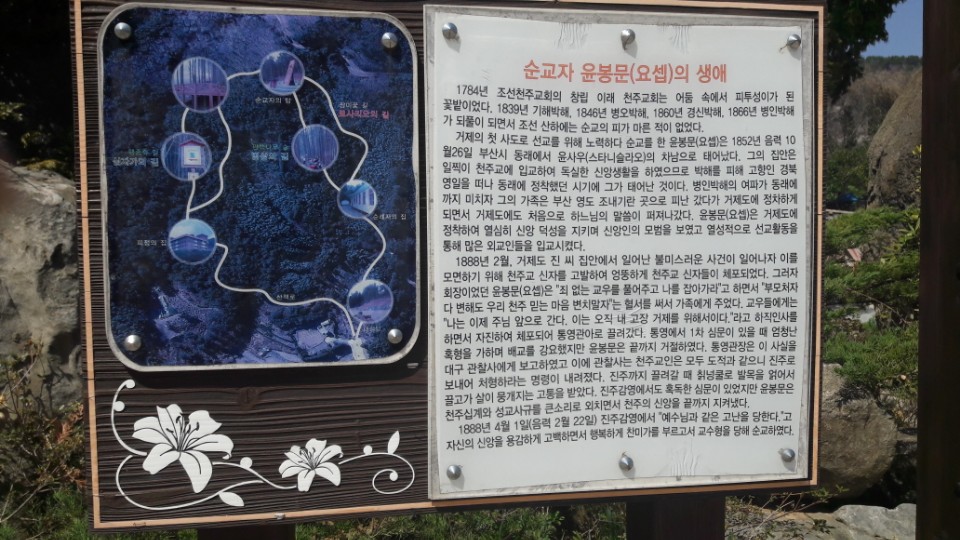 순교자의 탑
십자가의 길
순례자의 집
산책로
순교자 윤봉문(요셉)의 생애
1784년 조선천주교회의 창립 이래 천주교회는 어둠 속에서 피투성이가 된
꽃밭이었다. 1839년 기해박해, 1846년 병오박해, 1860년 경신박해, 1866년 병인박해
가 되풀이 되면서 조선 산하에는 순교의 피가 마른 적이 없었다.
거제의 첫 사도로 선교를 위해 노력하다 순교를 한 윤봉문(요셉)은 1852년 음력 10
월26일 부산시 동래에서 윤사우(스타니슬라오)의 차남으로 태어났다. 그의 집안은
일찍이 천주교에 입교하여 독실한 신앙생활을 하였으므로 박해를 피해 고향인 경북
영일을 떠나 동래에 정착했던 시기에 그가 태어난 것이다. 병인박해의 여파가 동래에
까지 미치자 그의 가족은 부산 영도 조내기란 곳으로 피난 갔다가 거제도에 정차하게
되면서 거제도에도 처음으로 하느님의 말씀이 퍼져나갔다. 윤봉문(요셉)은 거제도에
정착하여 열심히 신앙 덕성을 지키며 신앙인의 모범을 보였고 열성적으로 선교활동을
통해 많은 외교인들을 입교시켰다.
1888년 2월, 거제도 진 씨 집안에서 일어난 불미스러운 사건이 일어나자 이를
모면하기 위해 천주교 신자를 고발하여 엉뚱하게 천주교 신자들이 체포되었다. 그러자
회장이었던 윤봉문(요셉)은 "죄 없는 교우를 풀어주고 나를 잡아가라"고 하면서 "부모처자
다 변해도 우리 천주 믿는 마음 변치말자"는 혈서를 써서 가족에게 주었다. 교우들에게는
"나는 이제 주님 앞으로 간다. 이는 오직 내 고장 거제를 위해서이다."라고 하직인사를
하면서 자진하여 체포되어 통영관아로 끌려갔다. 통영에서 1차 심문이 있을 때 엄청난
혹형을 가하며 배교를 강요했지만 윤봉문은 끝까지 거절하였다. 통영관장은 이 사실을
대구 관찰사에게 보고하였고 이에 관찰사는 천주교인은 모두 도적과 같으니 진주로
보내어 처형하라는 명령이 내려졌다. 진주까지 끌려갈 때 칡넝쿨로 발목을 얽어서
끌고가 살이 뭉개지는 고통을 받았다. 진주감영에서도 혹독한 심문이 있었지만 윤봉문은
천주십계와 성교사규를 큰소리로 외치면서 천주의 신앙을 끝까지 지켜냈다.
1888년 4월 1일(음력 2월 22일) 진주감영에서 "예수님과 같은 고난을 당한다."고
자신의 신앙을 용감하게 고백하면서 행복하게 찬미가를 부르고서 교수형을 당해 순교하였다.